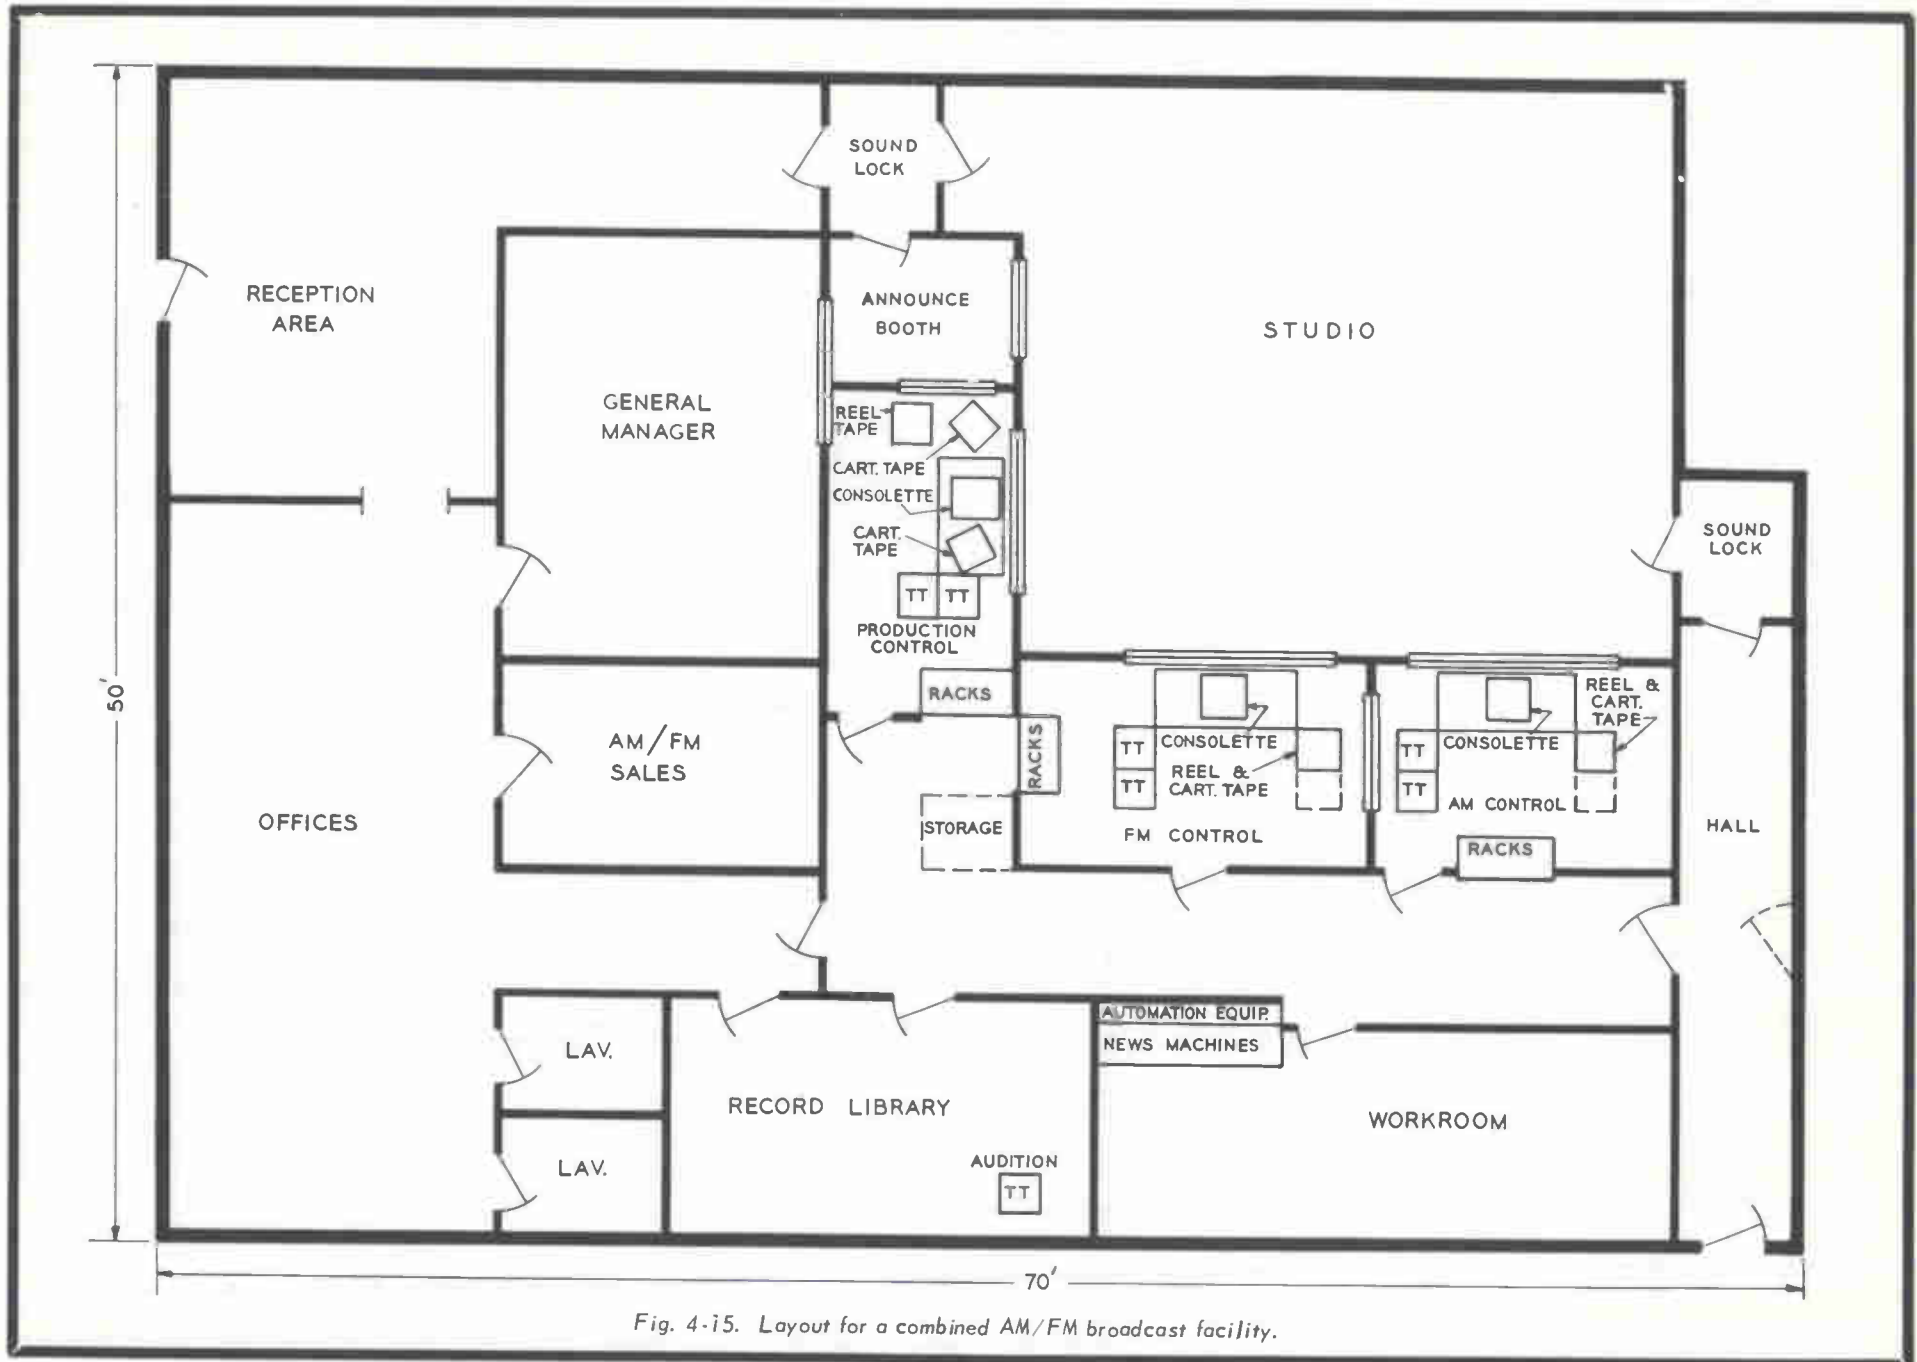 SOUND
LOCK
RECEPTION
AREA
ANNOUNCE
BOOTH
STUDIO
GENERAL
MANAGER
REEL
TAPE
CART. TAPE
CONSOLETTE
CART.
TAPE
TT TT
PRODUCTION
CONTROL
SOUND
LOCK
50'
RACKS
RACKS
AM/FM
SALES
TT
TT
CONSOLETTE
REEL &
CART. TAPE
FM CONTROL
REEL &
CART.
TAPE
TT
TT
CONSOLETTE
AM CONTROL
RACKS
HALL
OFFICES
STORAGE
AUTOMATION EQUIP.
NEWS MACHINES
LAV.
RECORD LIBRARY
WORKROOM
LAV.
AUDITION
TT
70'
Fig. 4-15. Layout for a combined AM/FM broadcast facility.